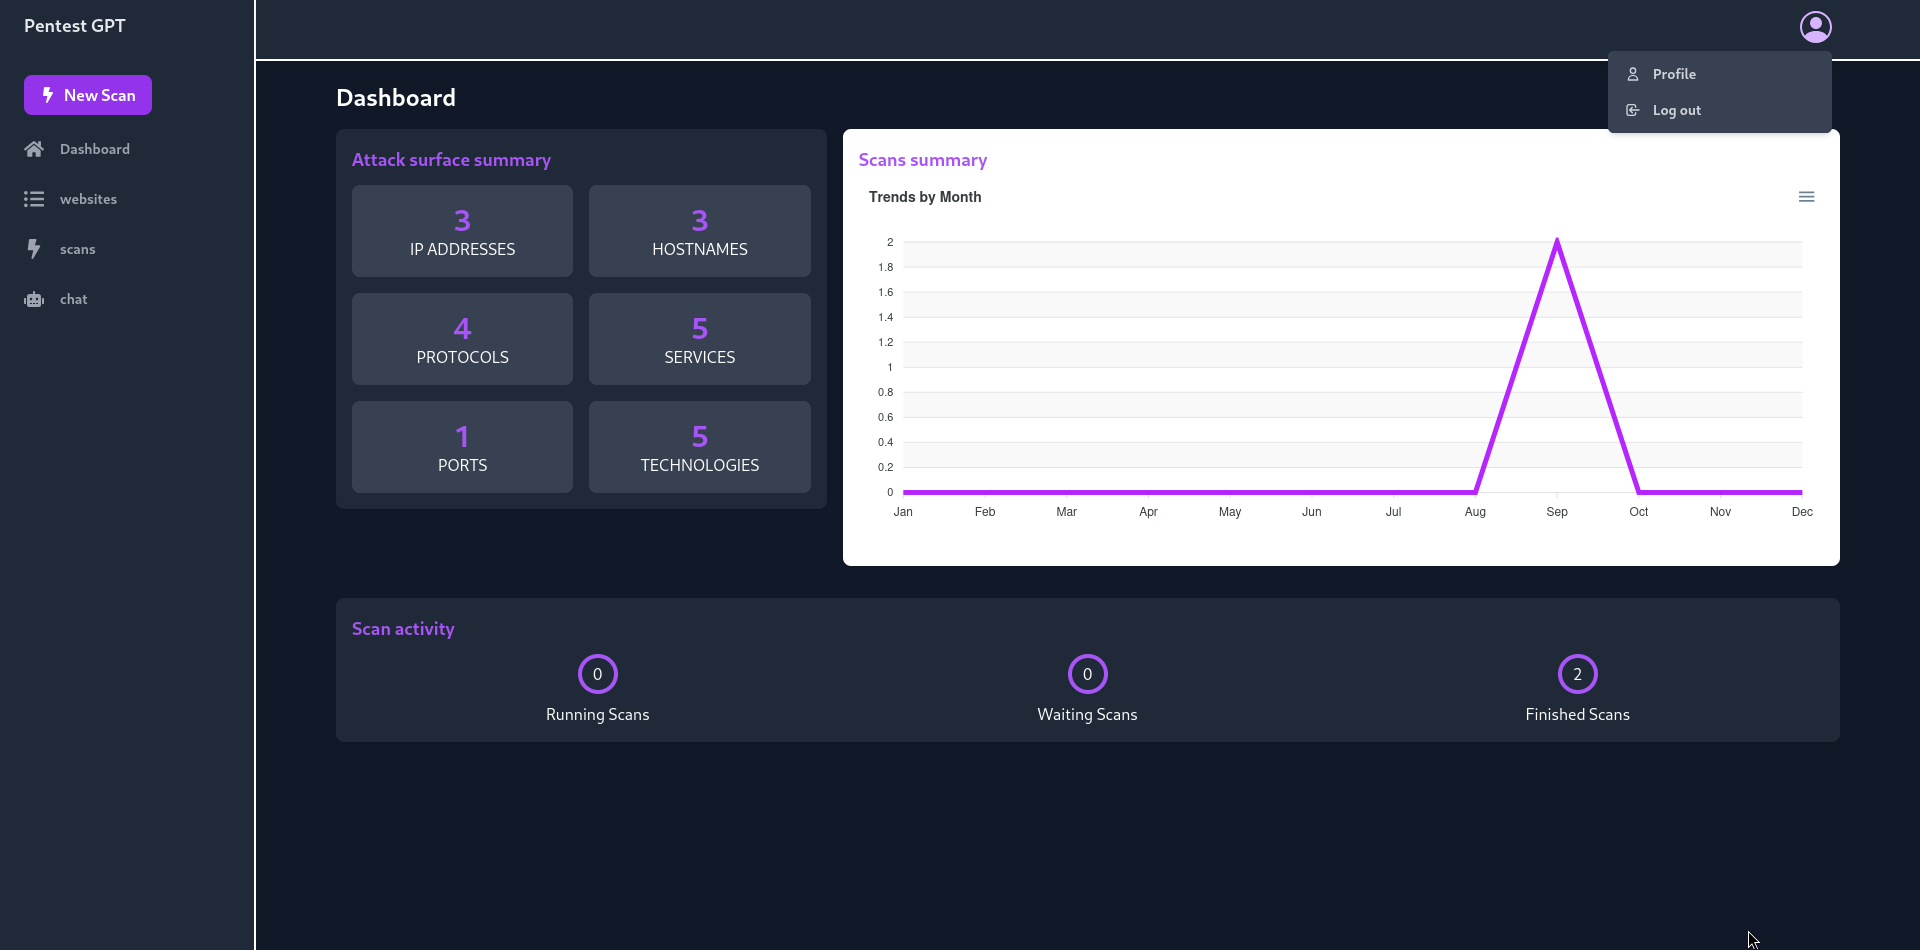 Pentest GPT
New Scan
Dashboard
websites
scans
chat
Profile
Log out
Dashboard
Attack surface summary
3
IP ADDRESSES
3
HOSTNAMES
4
PROTOCOLS
5
SERVICES
1
PORTS
5
TECHNOLOGIES
Scans summary
Trends by Month
2
1.8
1.6
1.4
1.2
1
0.8
0.6
0.4
0.2
0
Jan Feb Mar Apr May Jun Jul Aug Sep Oct Nov Dec
Scan activity
0
Running Scans
0
Waiting Scans
2
Finished Scans